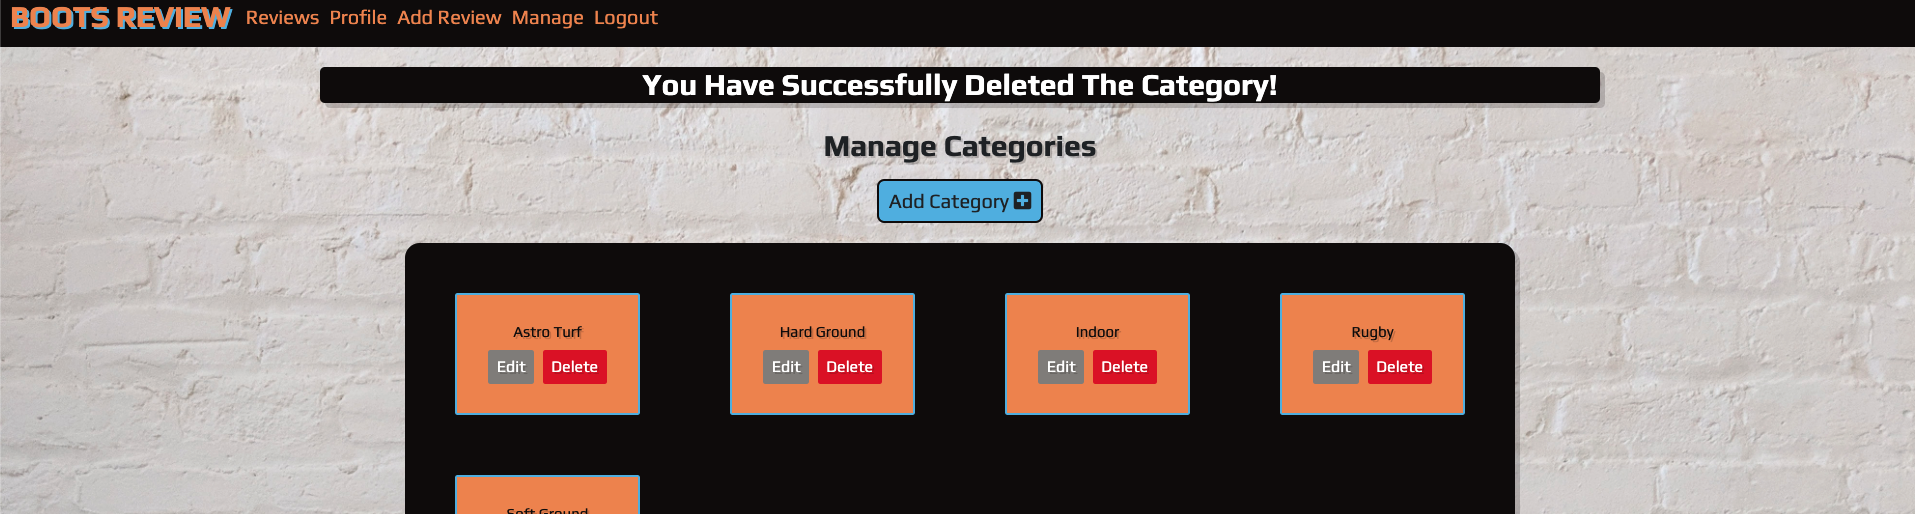 BOOTS REVIEW Reviews Profile Add Review Manage Logout
You Have Successfully Deleted The Category!
Manage Categories
Add Category
Astro Turf Hard Ground Indoor Rugby
Edit Delete Edit Delete Edit Delete Edit Delete
Soft Ground